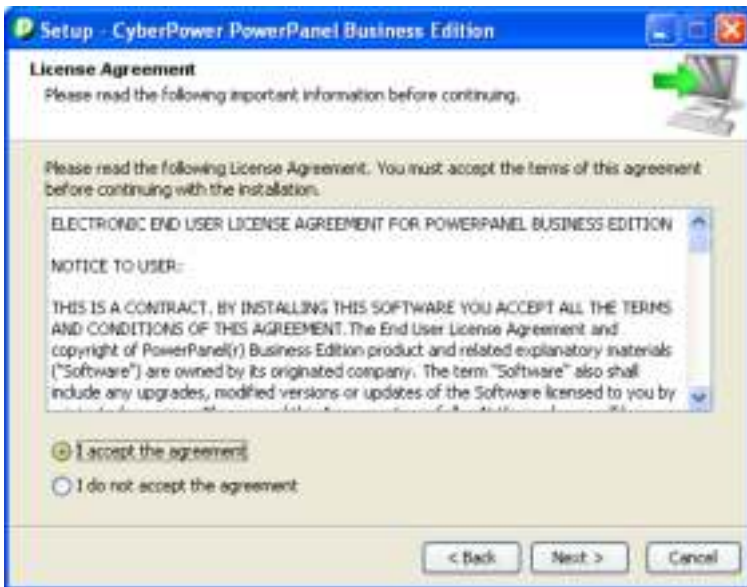 Setup - CyberPower PowerPanel Business Edition
License Agreement
Please read the following important information before continuing.
Please read the following License Agreement. You must accept the terms of this agreement
before continuing with the installation.
ELECTRONIC END USER LICENSE AGREEMENT FOR POWERPANEL BUSINESS EDITION
NOTICE TO USER:
THIS IS A CONTRACT. BY INSTALLING THIS SOFTWARE YOU ACCEPT ALL THE TERMS
AND CONDITIONS OF THIS AGREEMENT.The End User License Agreement and
copyright of PowerPanel(r) Business Edition product and related explanatory materials
("Software") are owned by its originated company. The term "Software" also shall
include any upgrades, modified versions or updates of the Software licensed to you by
I accept the agreement
I do not accept the agreement
< Back
Next >
Cancel